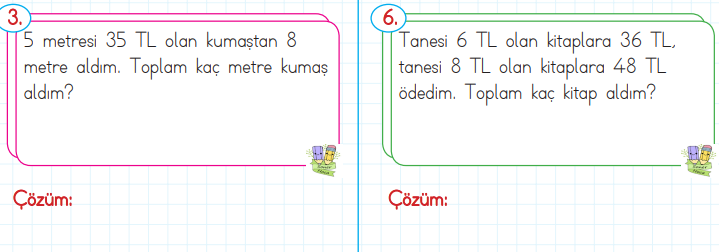 3.
5 metresi 35 TL olan kumaştan 8
metre aldım. Toplam kaç metre kumaş
aldım?
Çözüm:
6.
Tanesi 6 TL olan kitaplara 36 TL,
tanesi 8 TL olan kitaplara 48 TL
ödedim. Toplam kaç kitap aldım?
Çözüm: